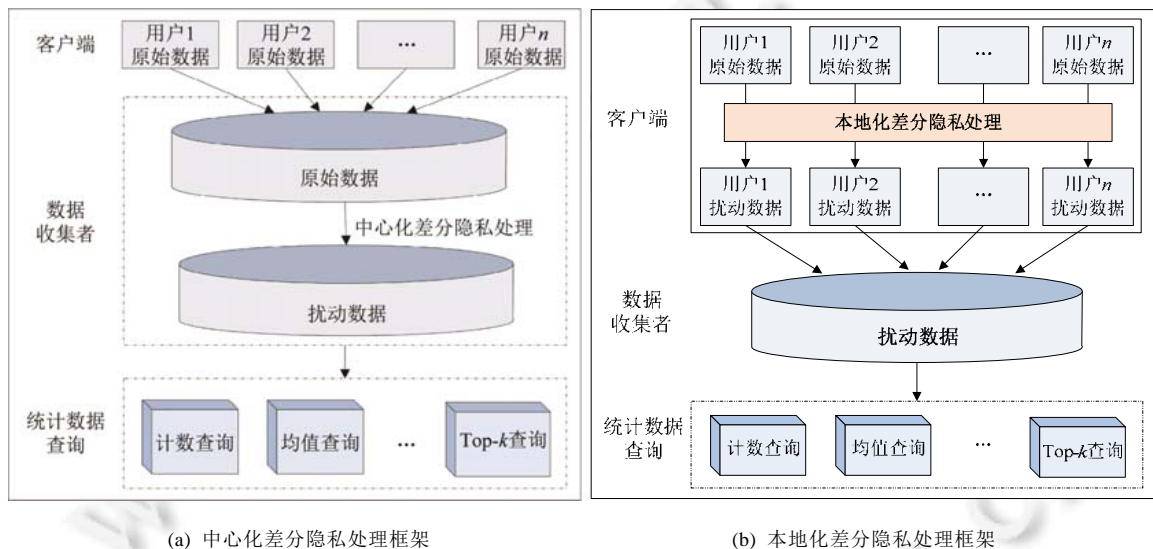 客户端
用户1
原始数据
用户2
原始数据
...
用户n
原始数据
数据
收集者
原始数据
中心化差分隐私处理
扰动数据
统计数据
查询
计数查询
均值查询
...
Top-k查询
(a) 中心化差分隐私处理框架
客户端
用户1
原始数据
用户2
原始数据
...
用户n
原始数据
本地化差分隐私处理
用户1
扰动数据
用户2
扰动数据
...
用户n
扰动数据
数据
收集者
扰动数据
统计数据
查询
计数查询
均值查询
...
Top-k查询
(b) 本地化差分隐私处理框架